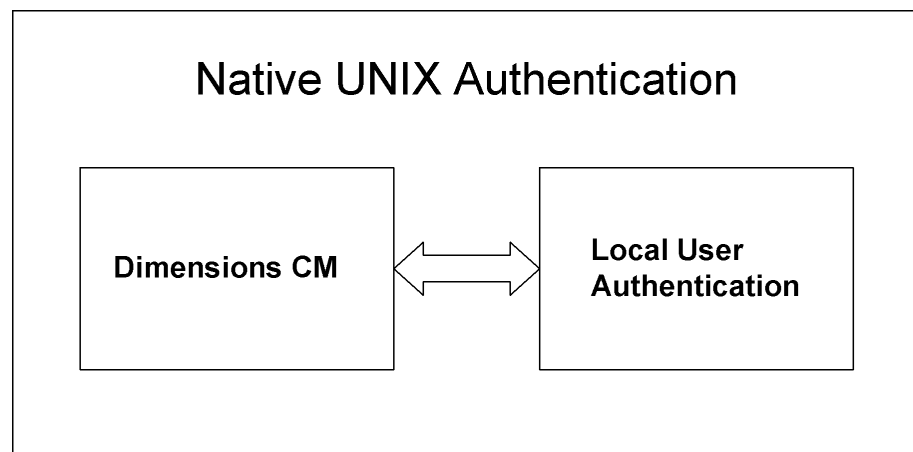 Native UNIX Authentication
Dimensions CM
Local User
Authentication